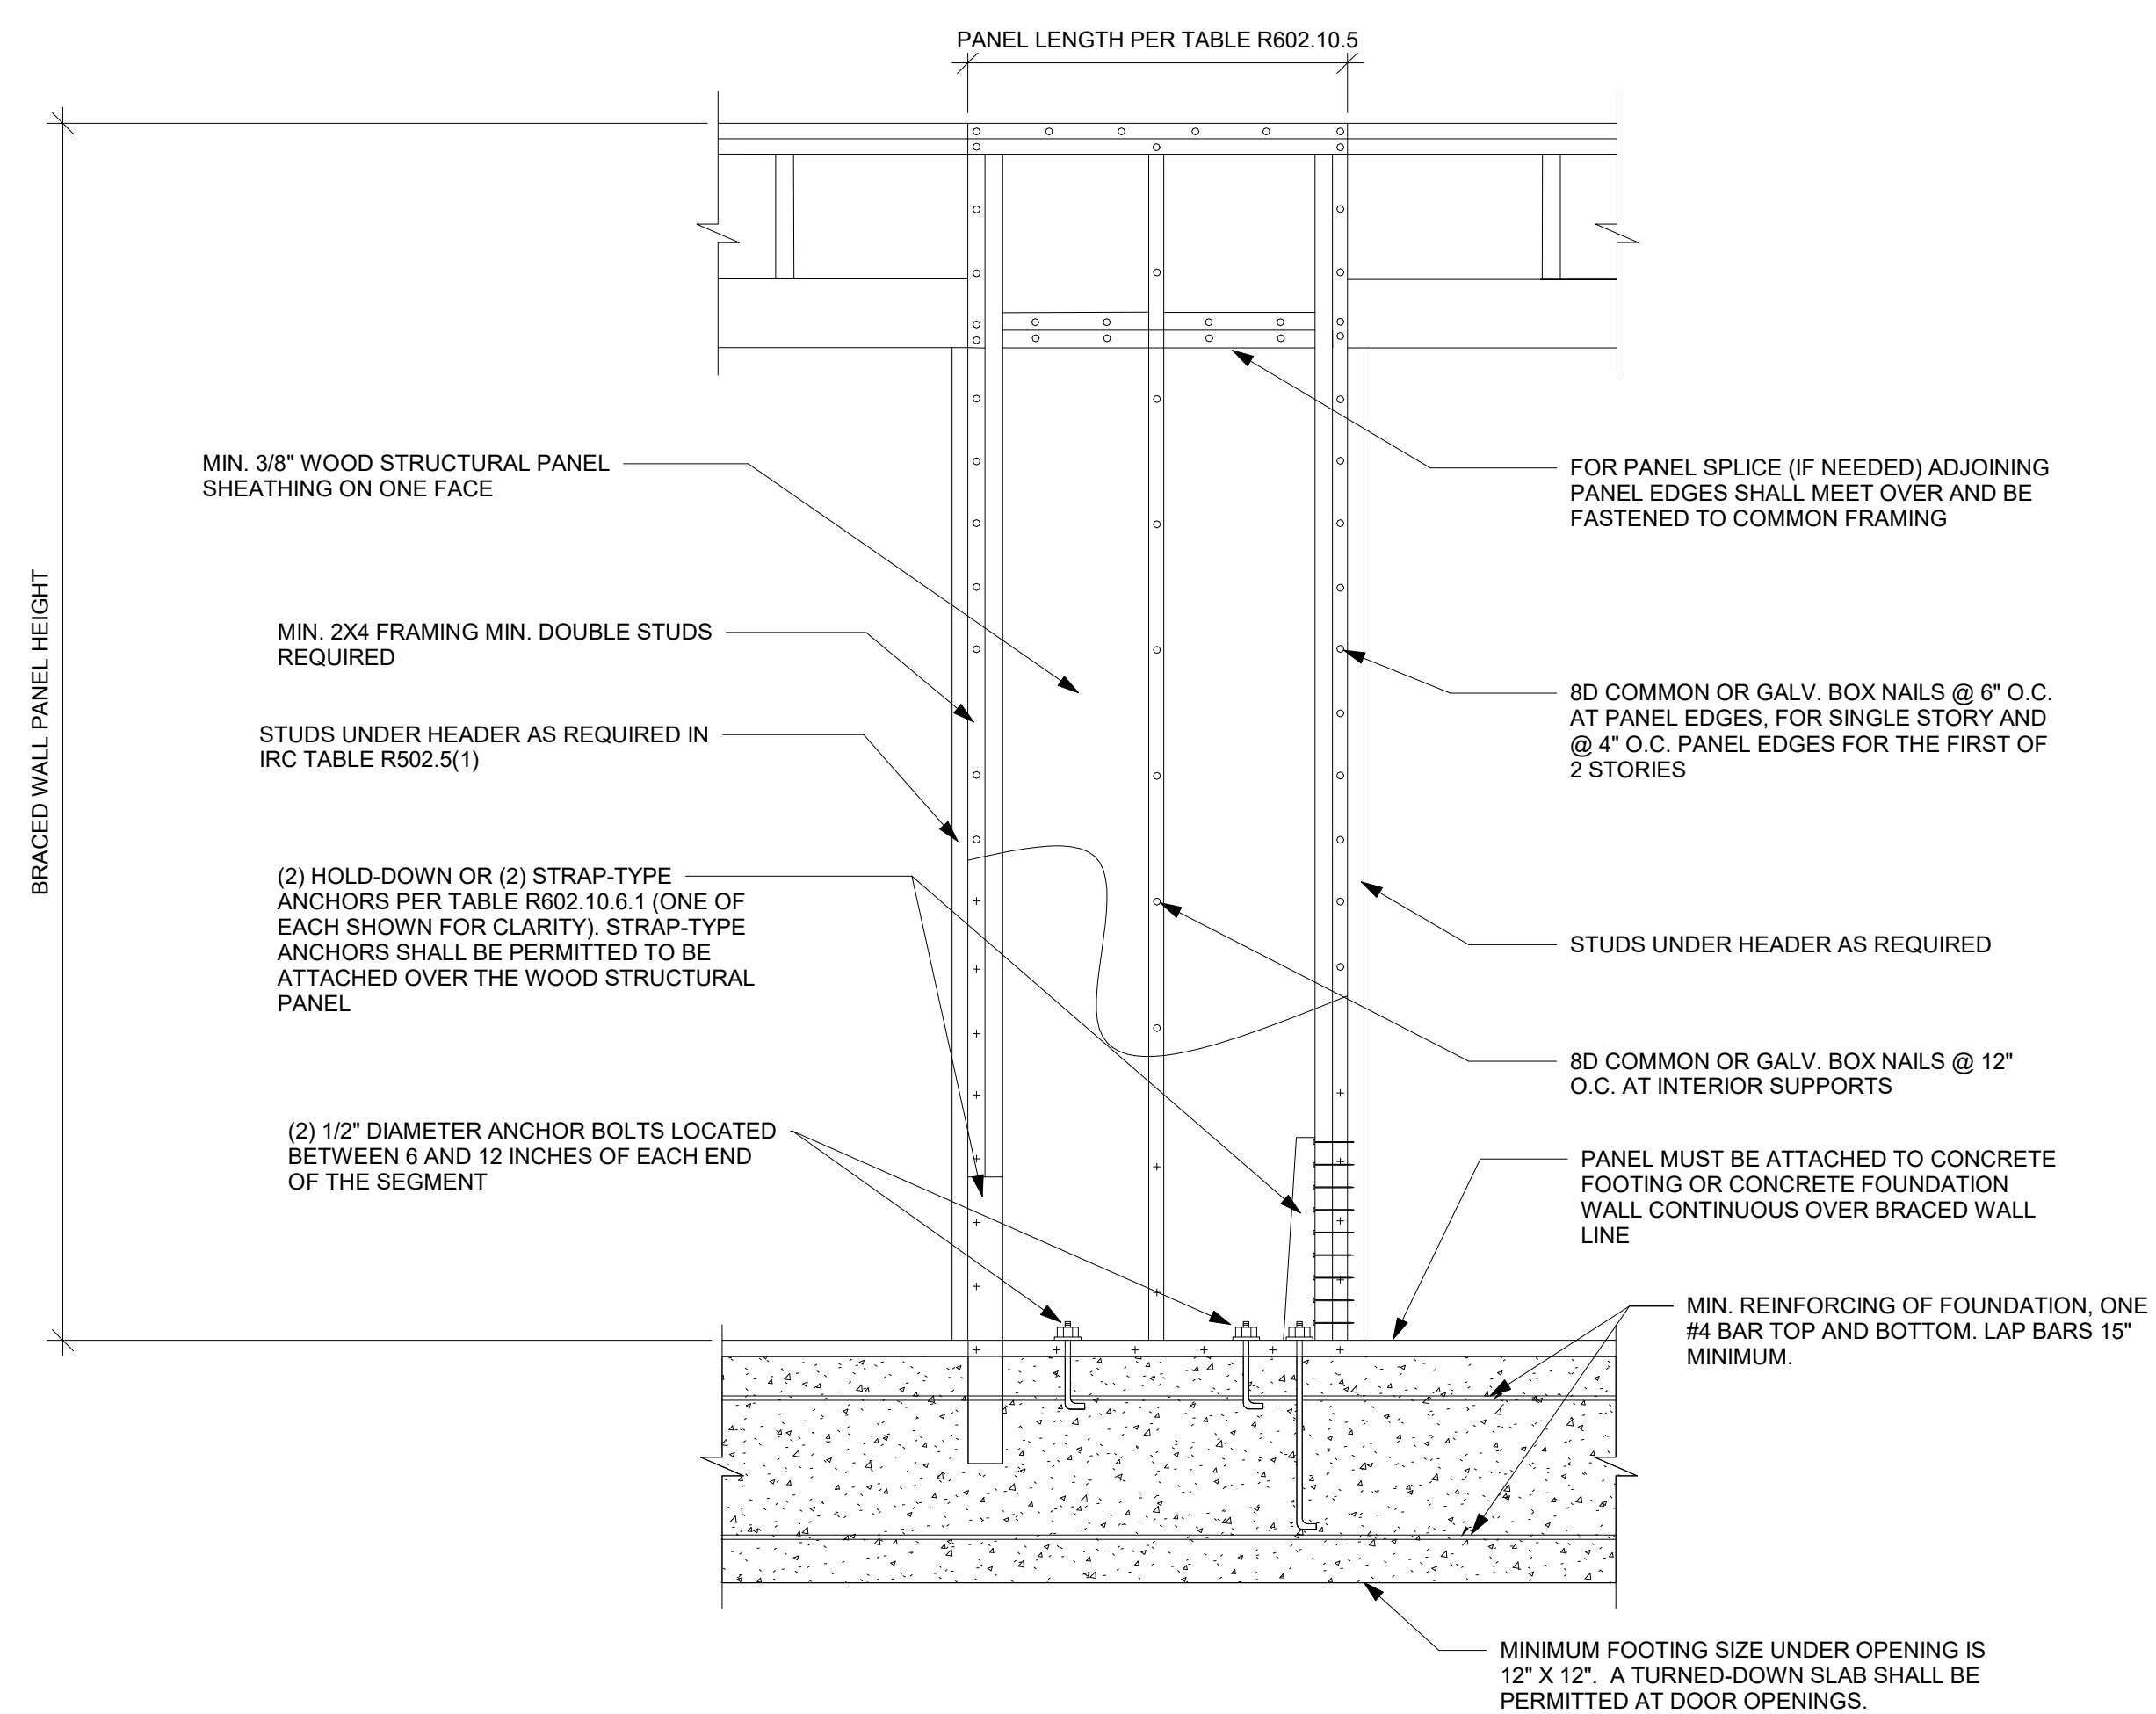 PANEL LENGTH PER TABLE R602.10.5
BRACED WALL PANEL HEIGHT
MIN. 3/8" WOOD STRUCTURAL PANEL
SHEATHING ON ONE FACE
MIN. 2X4 FRAMING MIN. DOUBLE STUDS
REQUIRED
STUDS UNDER HEADER AS REQUIRED IN
IRC TABLE R502.5(1)
(2) HOLD-DOWN OR (2) STRAP-TYPE
ANCHORS PER TABLE R602.10.6.1 (ONE OF
EACH SHOWN FOR CLARITY). STRAP-TYPE
ANCHORS SHALL BE PERMITTED TO BE
ATTACHED OVER THE WOOD STRUCTURAL
PANEL
(2) 1/2" DIAMETER ANCHOR BOLTS LOCATED
BETWEEN 6 AND 12 INCHES OF EACH END
OF THE SEGMENT
FOR PANEL SPLICE (IF NEEDED) ADJOINING
PANEL EDGES SHALL MEET OVER AND BE
FASTENED TO COMMON FRAMING
8D COMMON OR GALV. BOX NAILS @ 6" O.C.
AT PANEL EDGES, FOR SINGLE STORY AND
@ 4" O.C. PANEL EDGES FOR THE FIRST OF
2 STORIES
STUDS UNDER HEADER AS REQUIRED
8D COMMON OR GALV. BOX NAILS @ 12"
O.C. AT INTERIOR SUPPORTS
PANEL MUST BE ATTACHED TO CONCRETE
FOOTING OR CONCRETE FOUNDATION
WALL CONTINUOUS OVER BRACED WALL
LINE
MIN. REINFORCING OF FOUNDATION, ONE
#4 BAR TOP AND BOTTOM. LAP BARS 15"
MINIMUM.
MINIMUM FOOTING SIZE UNDER OPENING IS
12" X 12". A TURNED-DOWN SLAB SHALL BE
PERMITTED AT DOOR OPENINGS.